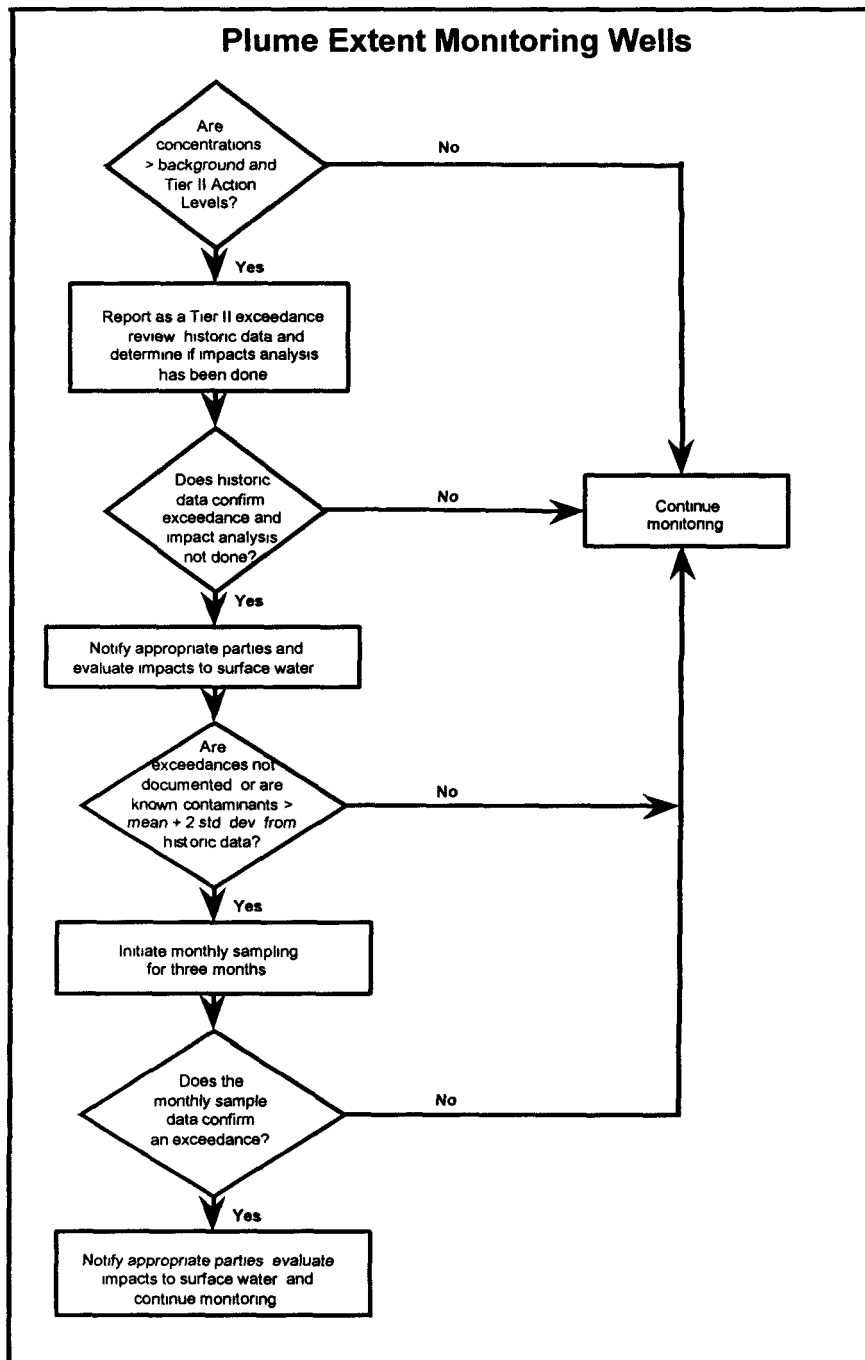 Plume Extent Monitoring Wells
Are
concentrations
> background and
Tier II Action
Levels?
No
Yes
Report as a Tier II exceedance
review historic data and
determine if impacts analysis
has been done
Does historic
data confirm
exceedance and
impact analysis
not done?
No
Continue
monitoring
Yes
Notify appropriate parties and
evaluate impacts to surface water
Are
exceedances not
documented or are
known contaminants >
mean + 2 std dev from
historic data?
No
Yes
Initiate monthly sampling
for three months
Does the
monthly sample
data confirm
an exceedance?
No
Yes
Notify appropriate parties evaluate
impacts to surface water and
continue monitoring